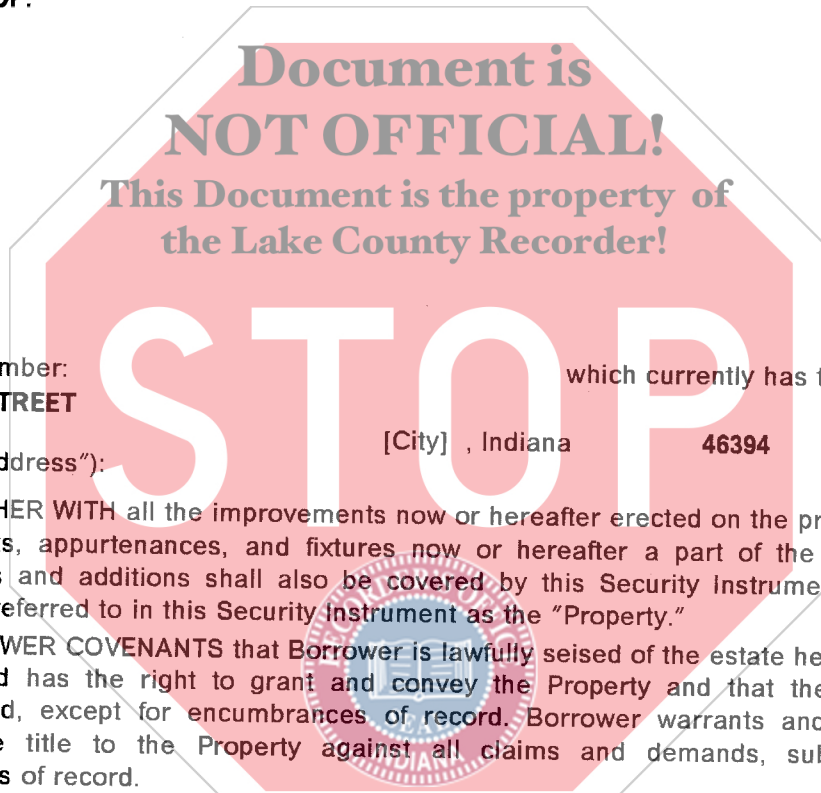 Document is
NOT OFFICIAL!
This Document is the property of
the Lake County Recorder!
STOP
mber:
which currently has
TREET
[City] , Indiana 46394
ddress"):
HER WITH all the improvements now or hereafter erected on the pr
s, appurtenances, and fixtures now or hereafter a part of the
s and additions shall also be covered by this Security Instrume
eferred to in this Security Instrument as the "Property."
WER COVENANTS that Borrower is lawfully seised of the estate he
d has the right to grant and convey the Property and that the
d, except for encumbrances of record. Borrower warrants and
e title to the Property against all claims and demands, sub
s of record.
RECORDER'S OFFICE
SEAL
INDIANA